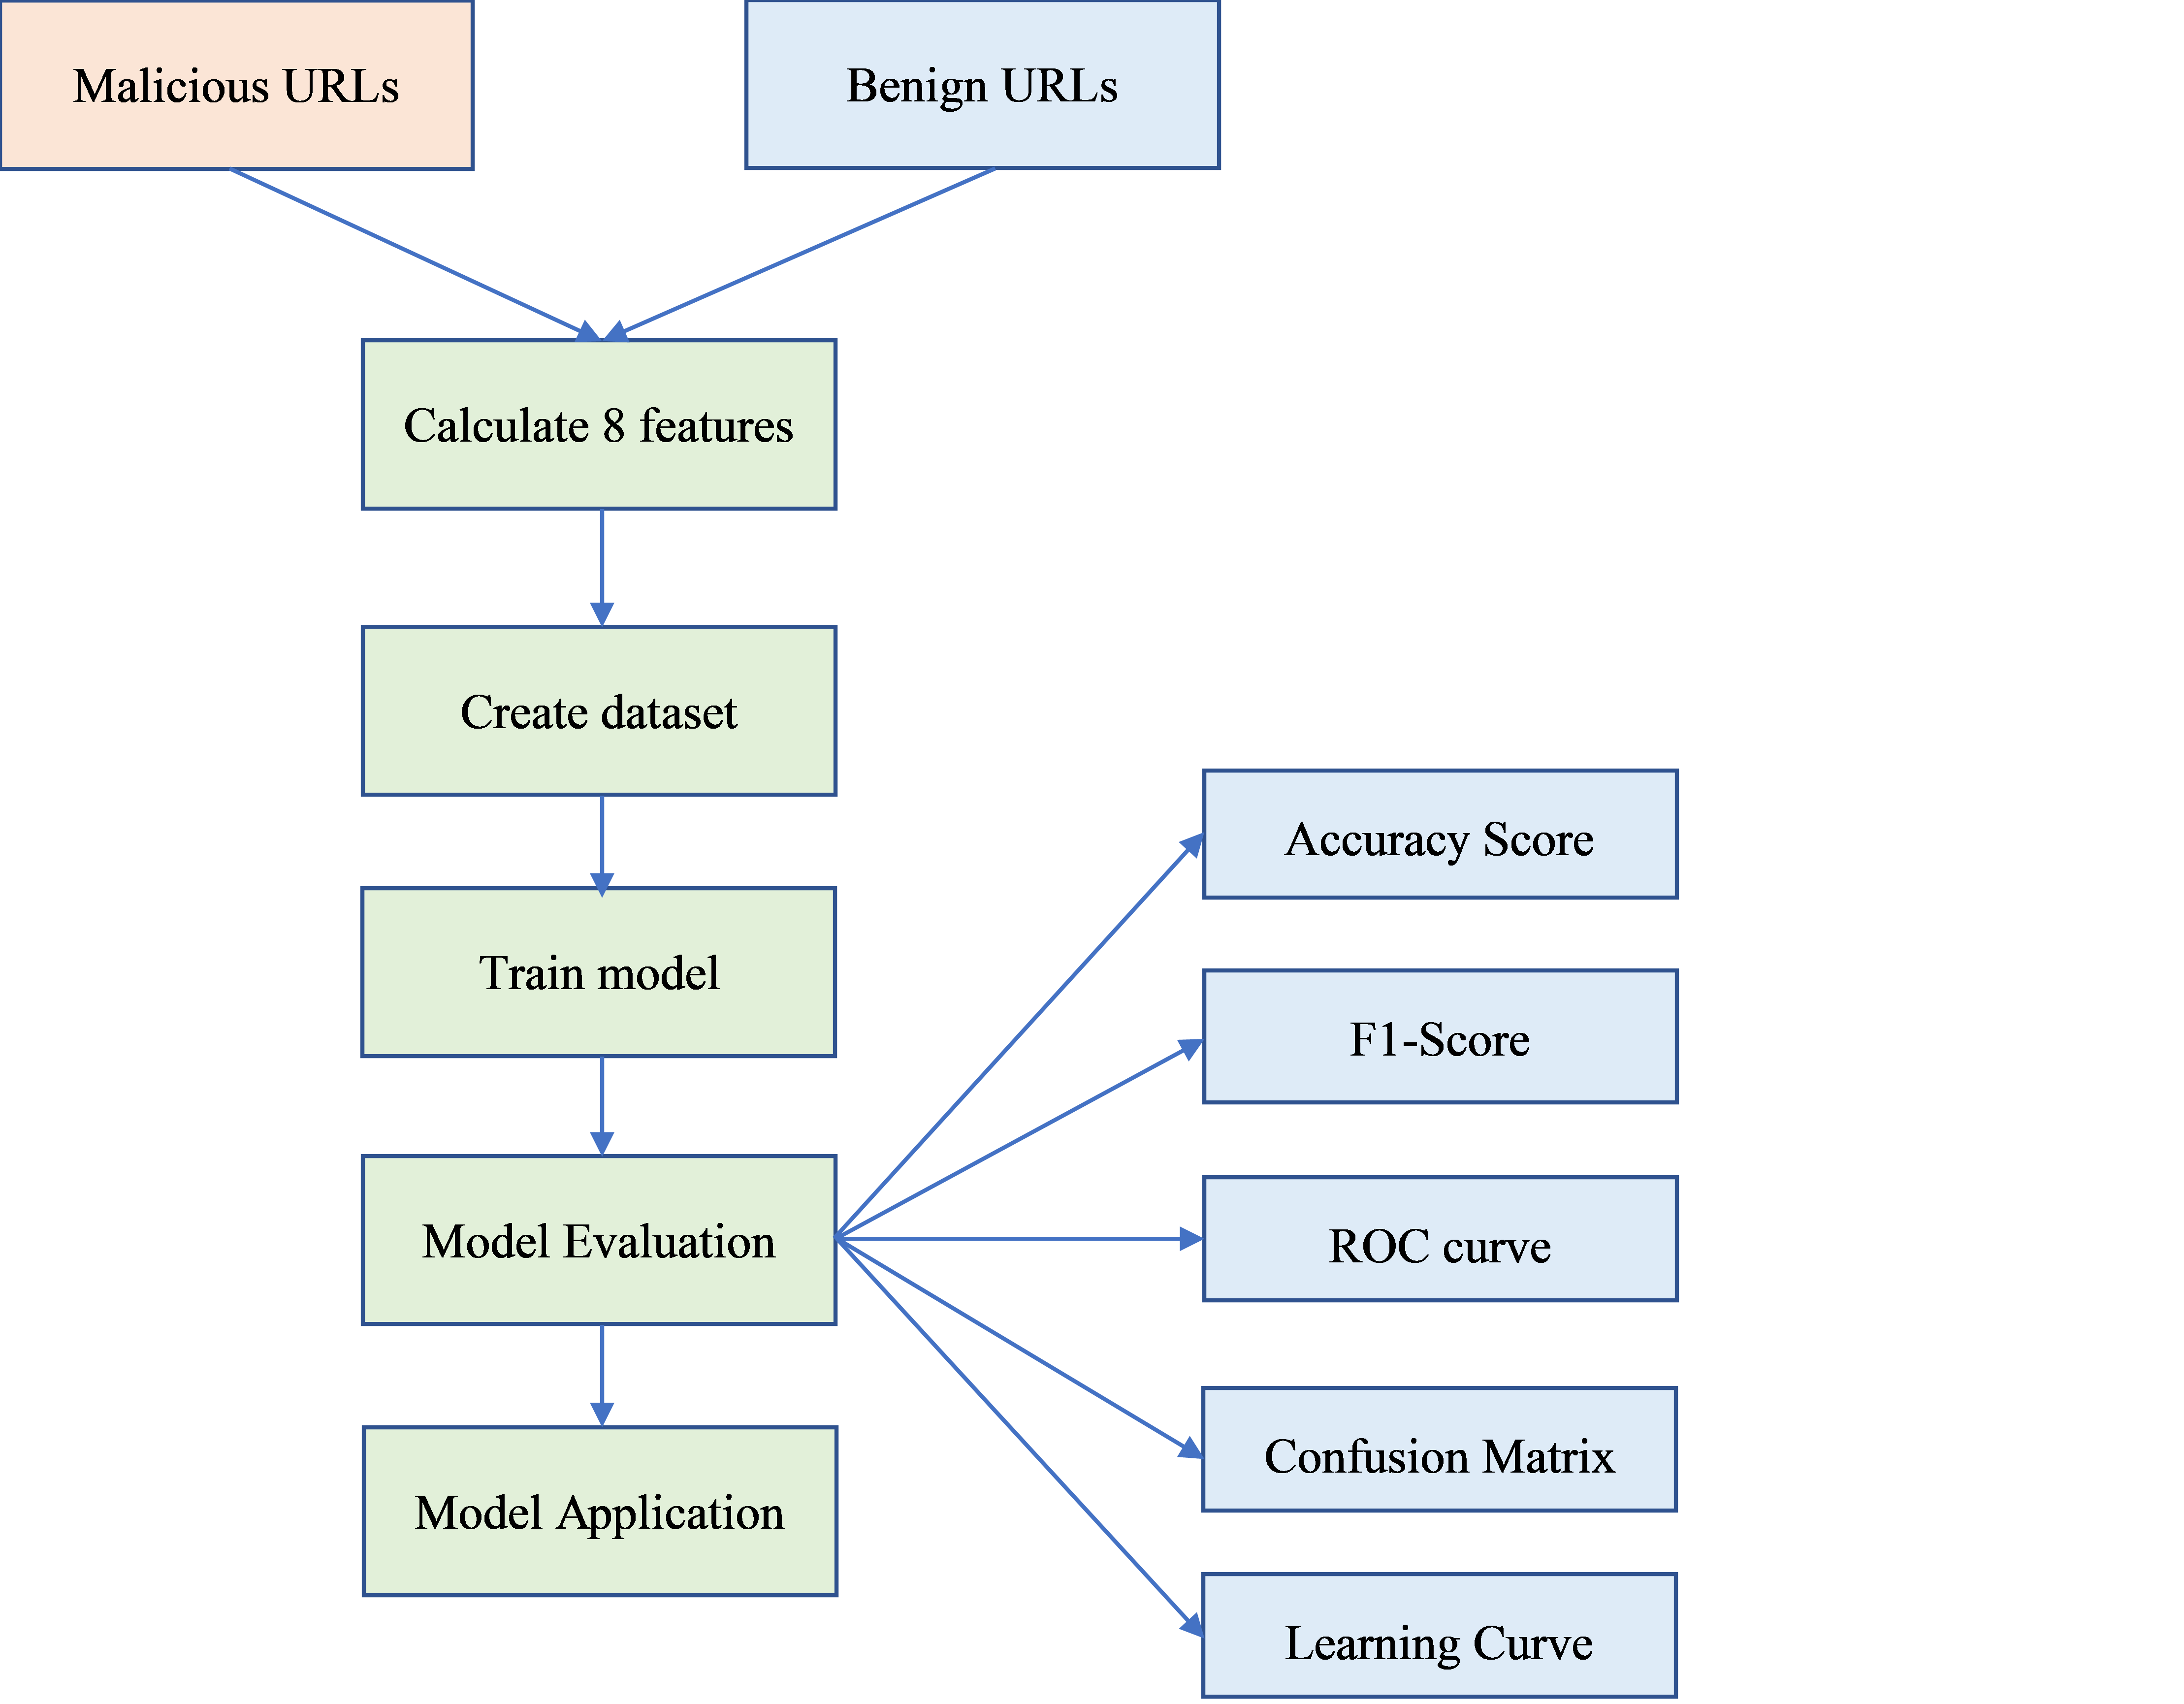 Malicious URLs
Benign URLs
Calculate 8 features
Create dataset
Train model
Model Evaluation
Model Application
Accuracy Score
F1-Score
ROC curve
Confusion Matrix
Learning Curve